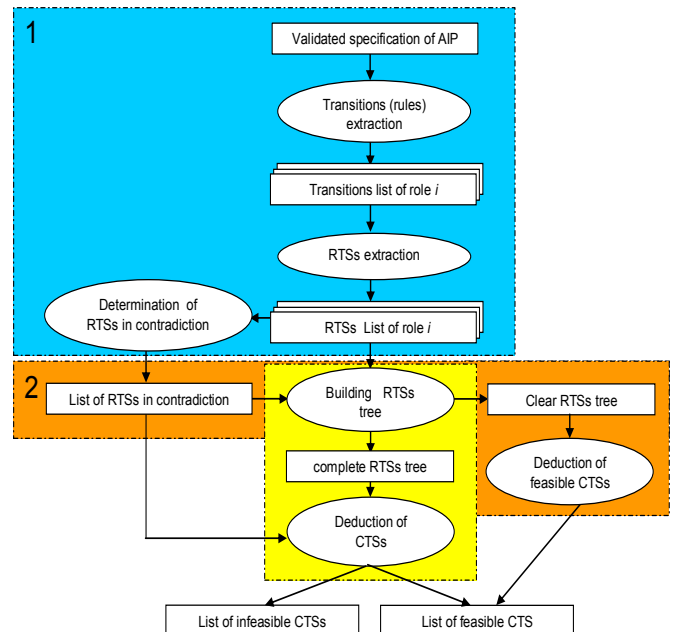 1
Validated specification of AIP
Transitions (rules)
extraction
Transitions list of role i
RTSs extraction
Determination of
RTSs in contradiction
RTSs List of role i
2
List of RTSs in contradiction
Building RTSs
tree
Clear RTSs tree
complete RTSs tree
Deduction of
feasible CTSs
Deduction of
CTSs
List of infeasible CTSs
List of feasible CTS